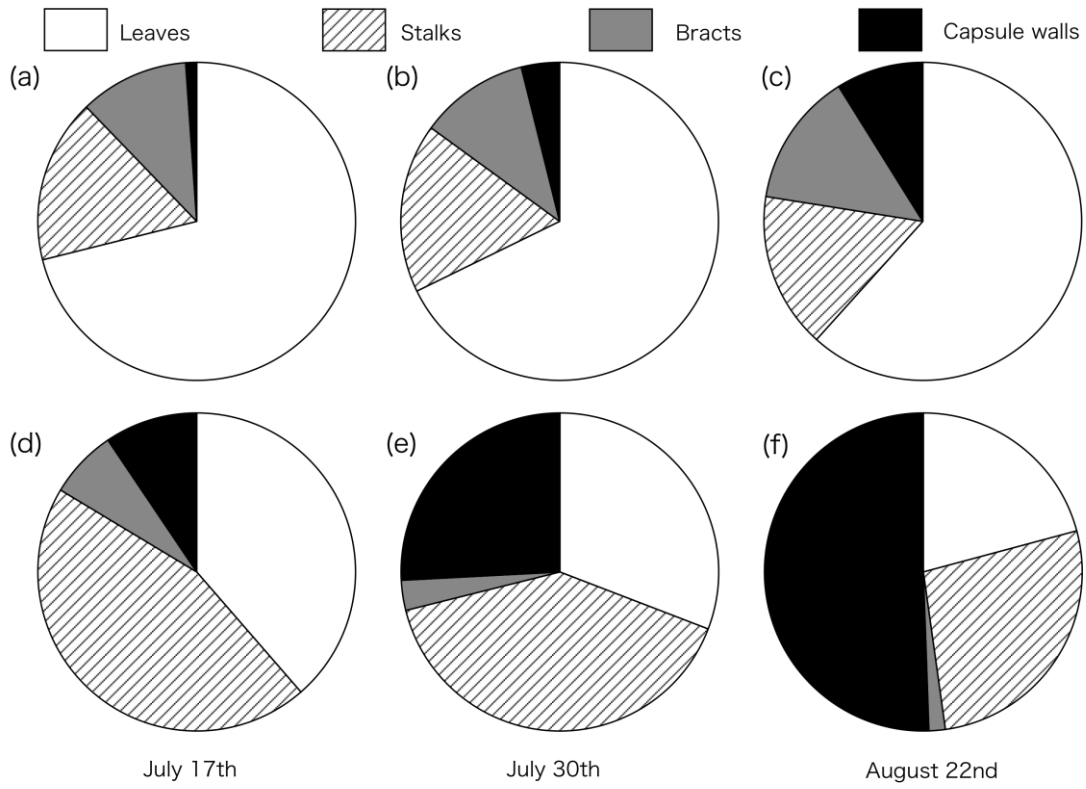 Leaves Stalks Bracts Capsule walls
(a) (b) (c)
(d) (e) (f)
July 17th July 30th August 22nd